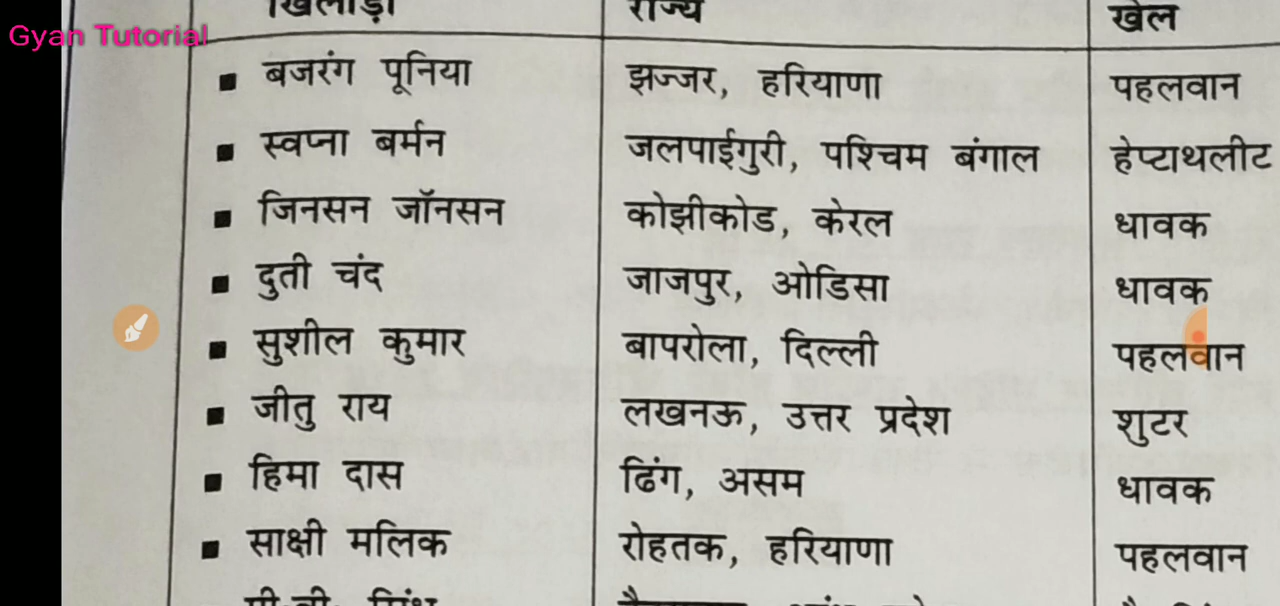 खिलाड़ी राज्य खेल
Gyan Tutorial
▪ बजरंग पूनिया झज्जर, हरियाणा पहलवान
▪ स्वप्ना बर्मन जलपाईगुरी, पश्चिम बंगाल हेप्टाथलीट
▪ जिनसन जॉनसन कोझीकोड, केरल धावक
▪ दुती चंद जाजपुर, ओडिसा धावक
▪ सुशील कुमार बापरोला, दिल्ली पहलवान
▪ जीतु राय लखनऊ, उत्तर प्रदेश शुटर
▪ हिमा दास ढिंग, असम धावक
▪ साक्षी मलिक रोहतक, हरियाणा पहलवान